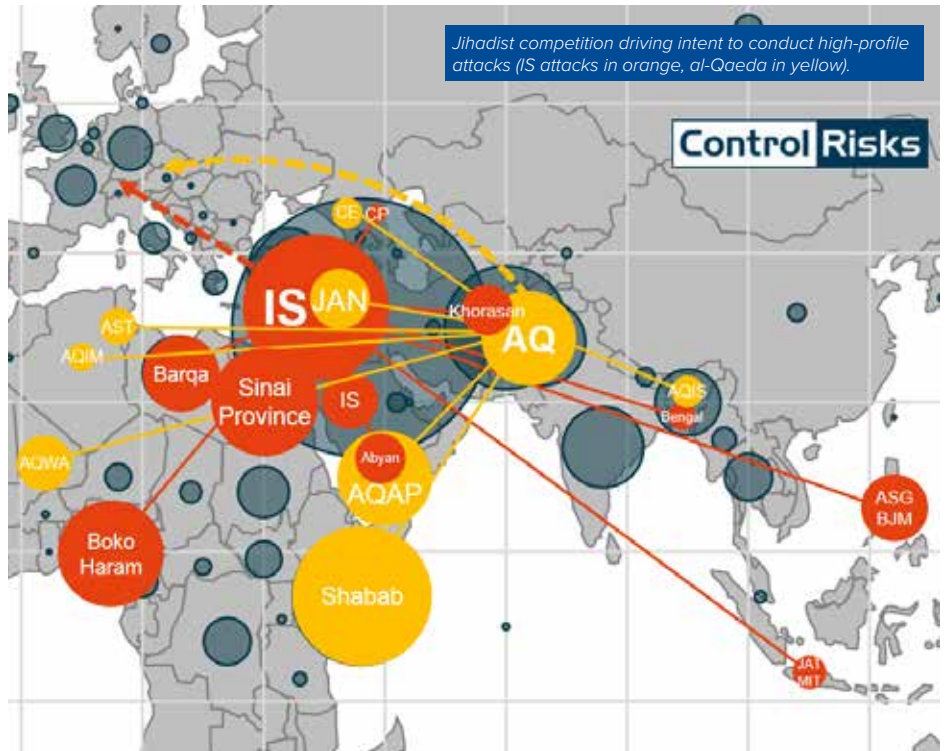 Jihadist competition driving intent to conduct high-profile
attacks (IS attacks in orange, al-Qaeda in yellow).
Control Risks
CE
CP
IS
JAN
Khorasan
AQ
AST
AQIM
Barqa
Sinai
Province
IS
AQIS
Bengal
Abyan
AQAP
AQWA
ASG
BJM
Boko
Haram
Shabab
JAT
MIT